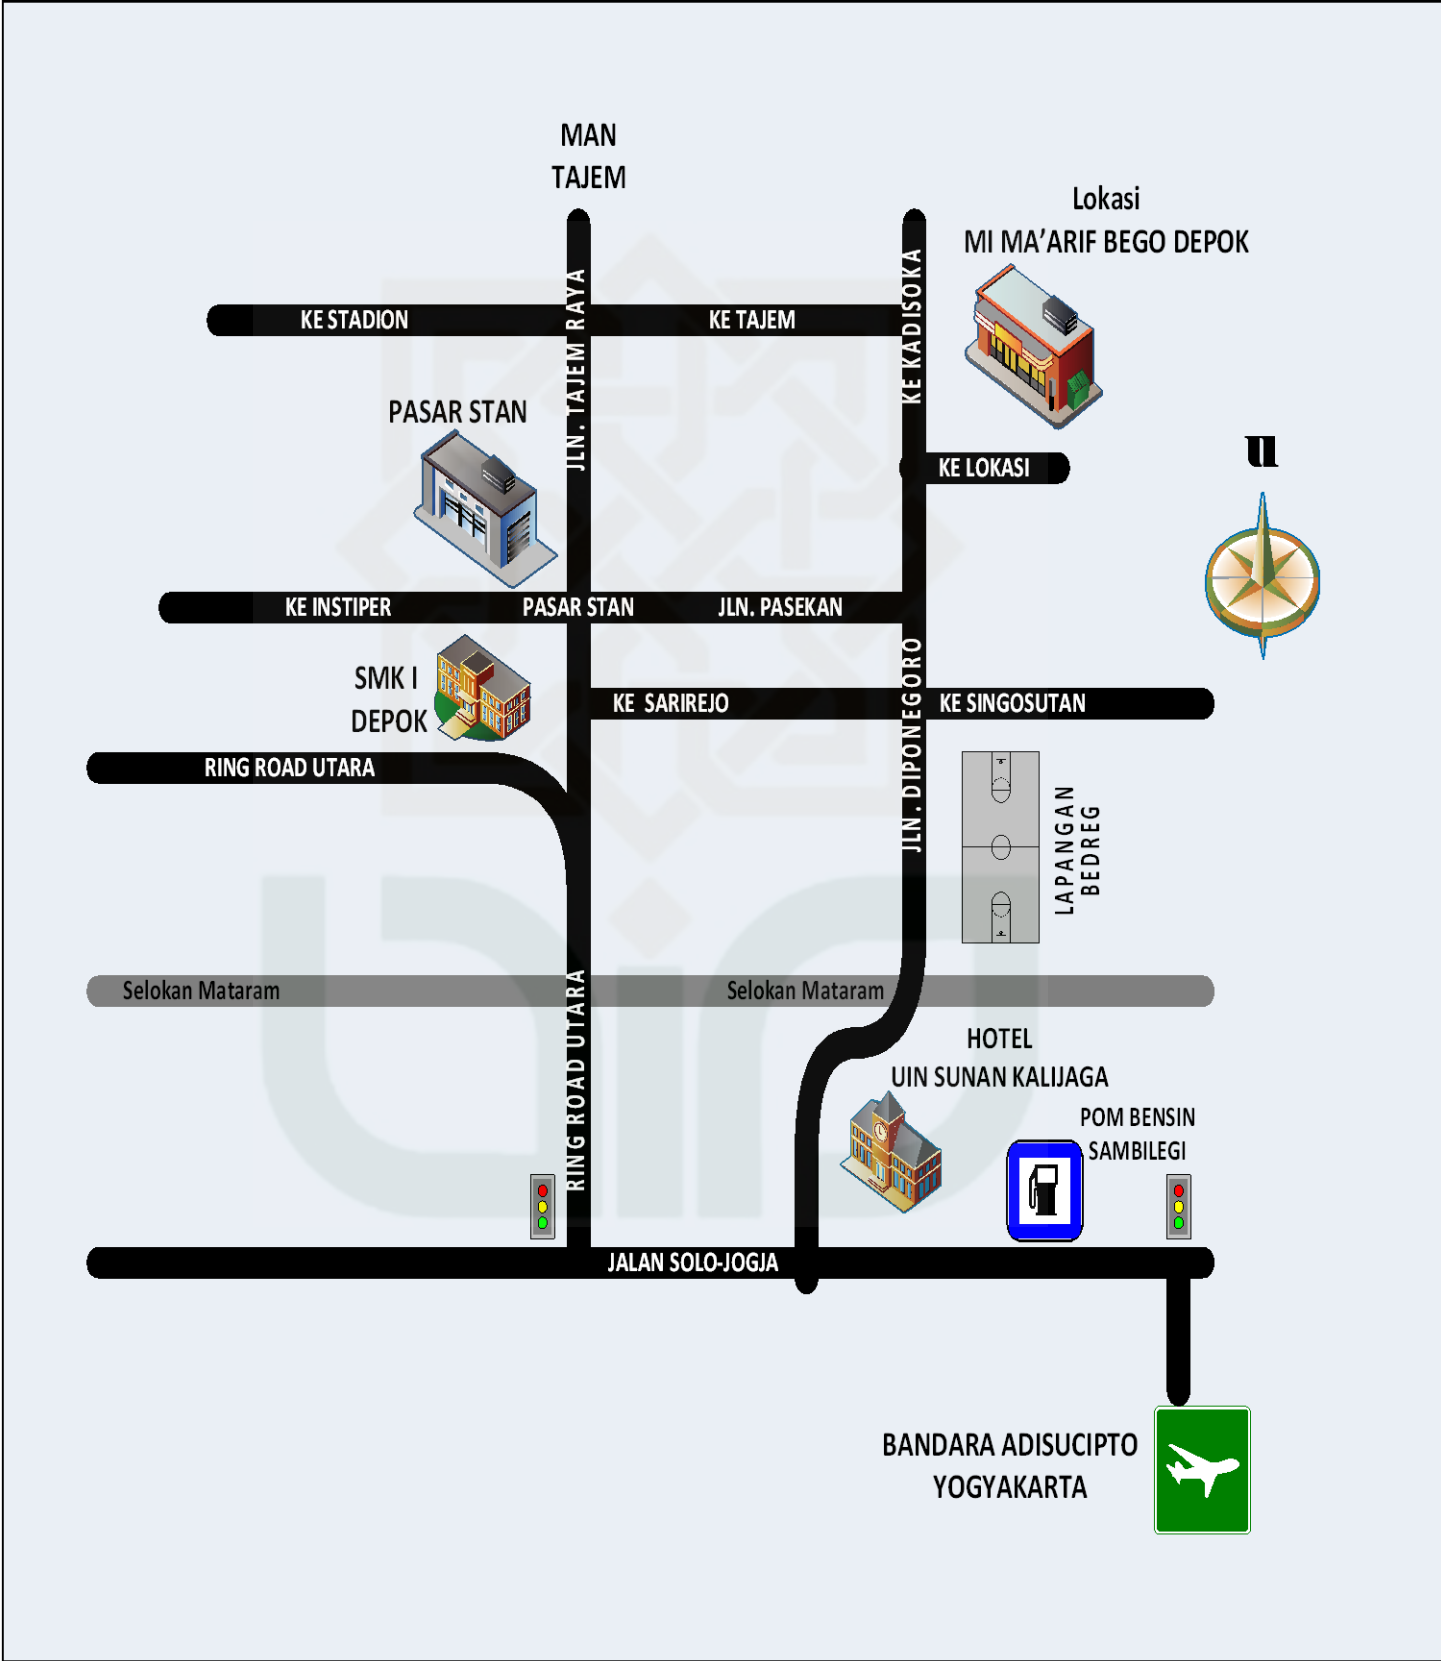 MAN
TAJEM
Lokasi
MI MA'ARIF BEGO DEPOK
JLN. TAJEM RAYA
KE KADISOKA
KE STADION
KE TAJEM
PASAR STAN
KE LOKASI
u
KE INSTIPER
PASAR STAN
JLN. PASEKAN
SMK I
DEPOK
KE SARIREJO
JLN. DIPONEGORO
KE SINGOSUTAN
RING ROAD UTARA
LAPANGAN
BEDREG
Selokan Mataram
Selokan Mataram
RING ROAD UTARA
HOTEL
UIN SUNAN KALIJAGA
POM BENSIN
SAMBILEGI
JALAN SOLO-JOGJA
BANDARA ADISUCIPTO
YOGYAKARTA